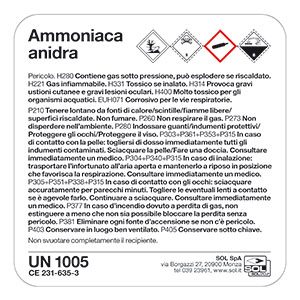 Ammoniaca
anidra
Pericolo. H280 Contiene gas sotto pressione, può esplodere se riscaldato.
H221 Gas infiammabile. H331 Tossico se inalato. H314 Provoca gravi
ustioni cutanee e gravi lesioni oculari. H400 Molto tossico per gli
organismi acquatici. EUH071 Corrosivo per le vie respiratorie.
P210 Tenere lontano da fonti di calore/scintille/fiamme libere/
superfici riscaldate. Non fumare. P260 Non respirare il gas. P273 Non
disperdere nell'ambiente. P280 Indossare guanti/indumenti protettivi/
Proteggere gli occhi/Proteggere il viso. P303+P361+P353+P315 In caso
di contatto con la pelle: togliersi di dosso immediatamente tutti gli
indumenti contaminati. Sciacquare la pelle/Fare una doccia. Consultare
immediatamente un medico. P304+P340+P315 In caso di inalazione:
trasportare l'infortunato all'aria aperta e mantenerlo a riposo in posizione
che favorisca la respirazione. Consultare immediatamente un medico.
P305+P351+P338+P315 In caso di contatto con gli occhi: sciacquare
accuratamente per parecchi minuti. Togliere le eventuali lenti a contatto
se è agevole farlo. Continuare a sciacquare. Consultare immediatamente
un medico. P377 In caso d'incendio dovuto a perdita di gas, non
estinguere a meno che non sia possibile bloccare la perdita senza
pericolo. P381 Eliminare ogni fonte d'accensione se non c'è pericolo.
P403 Conservare in luogo ben ventilato. P405 Conservare sotto chiave.
Non svuotare completamente il recipiente.
UN 1005
CE 231-635-3
SOL SpA
via Borgazzi 27, 20900 Monza
tel 039 23961, www.sol.it
SOL